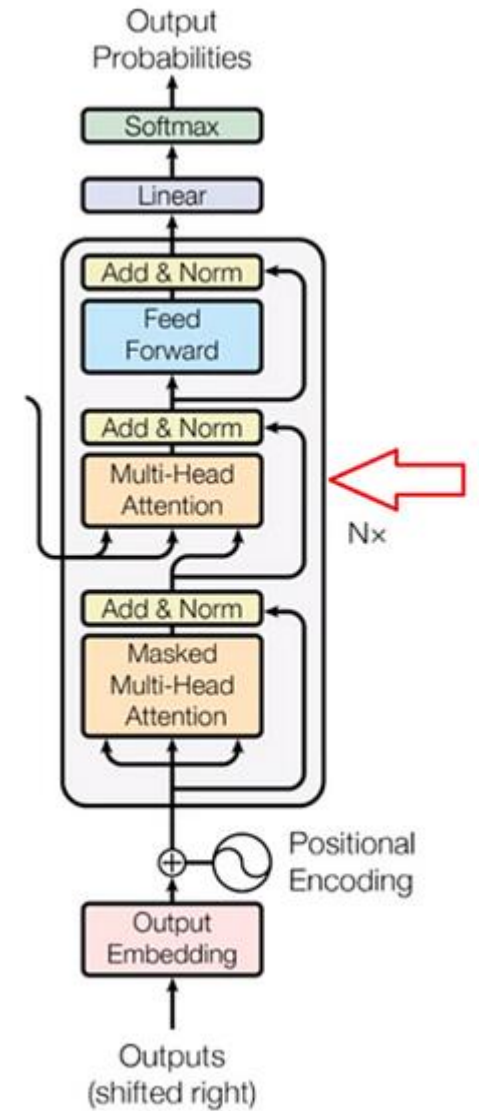 Output
Probabilities
Softmax
Linear
Add & Norm
Feed
Forward
Add & Norm
Multi-Head
Attention
N×
Add & Norm
Masked
Multi-Head
Attention
Positional
Encoding
Output
Embedding
Outputs
(shifted right)